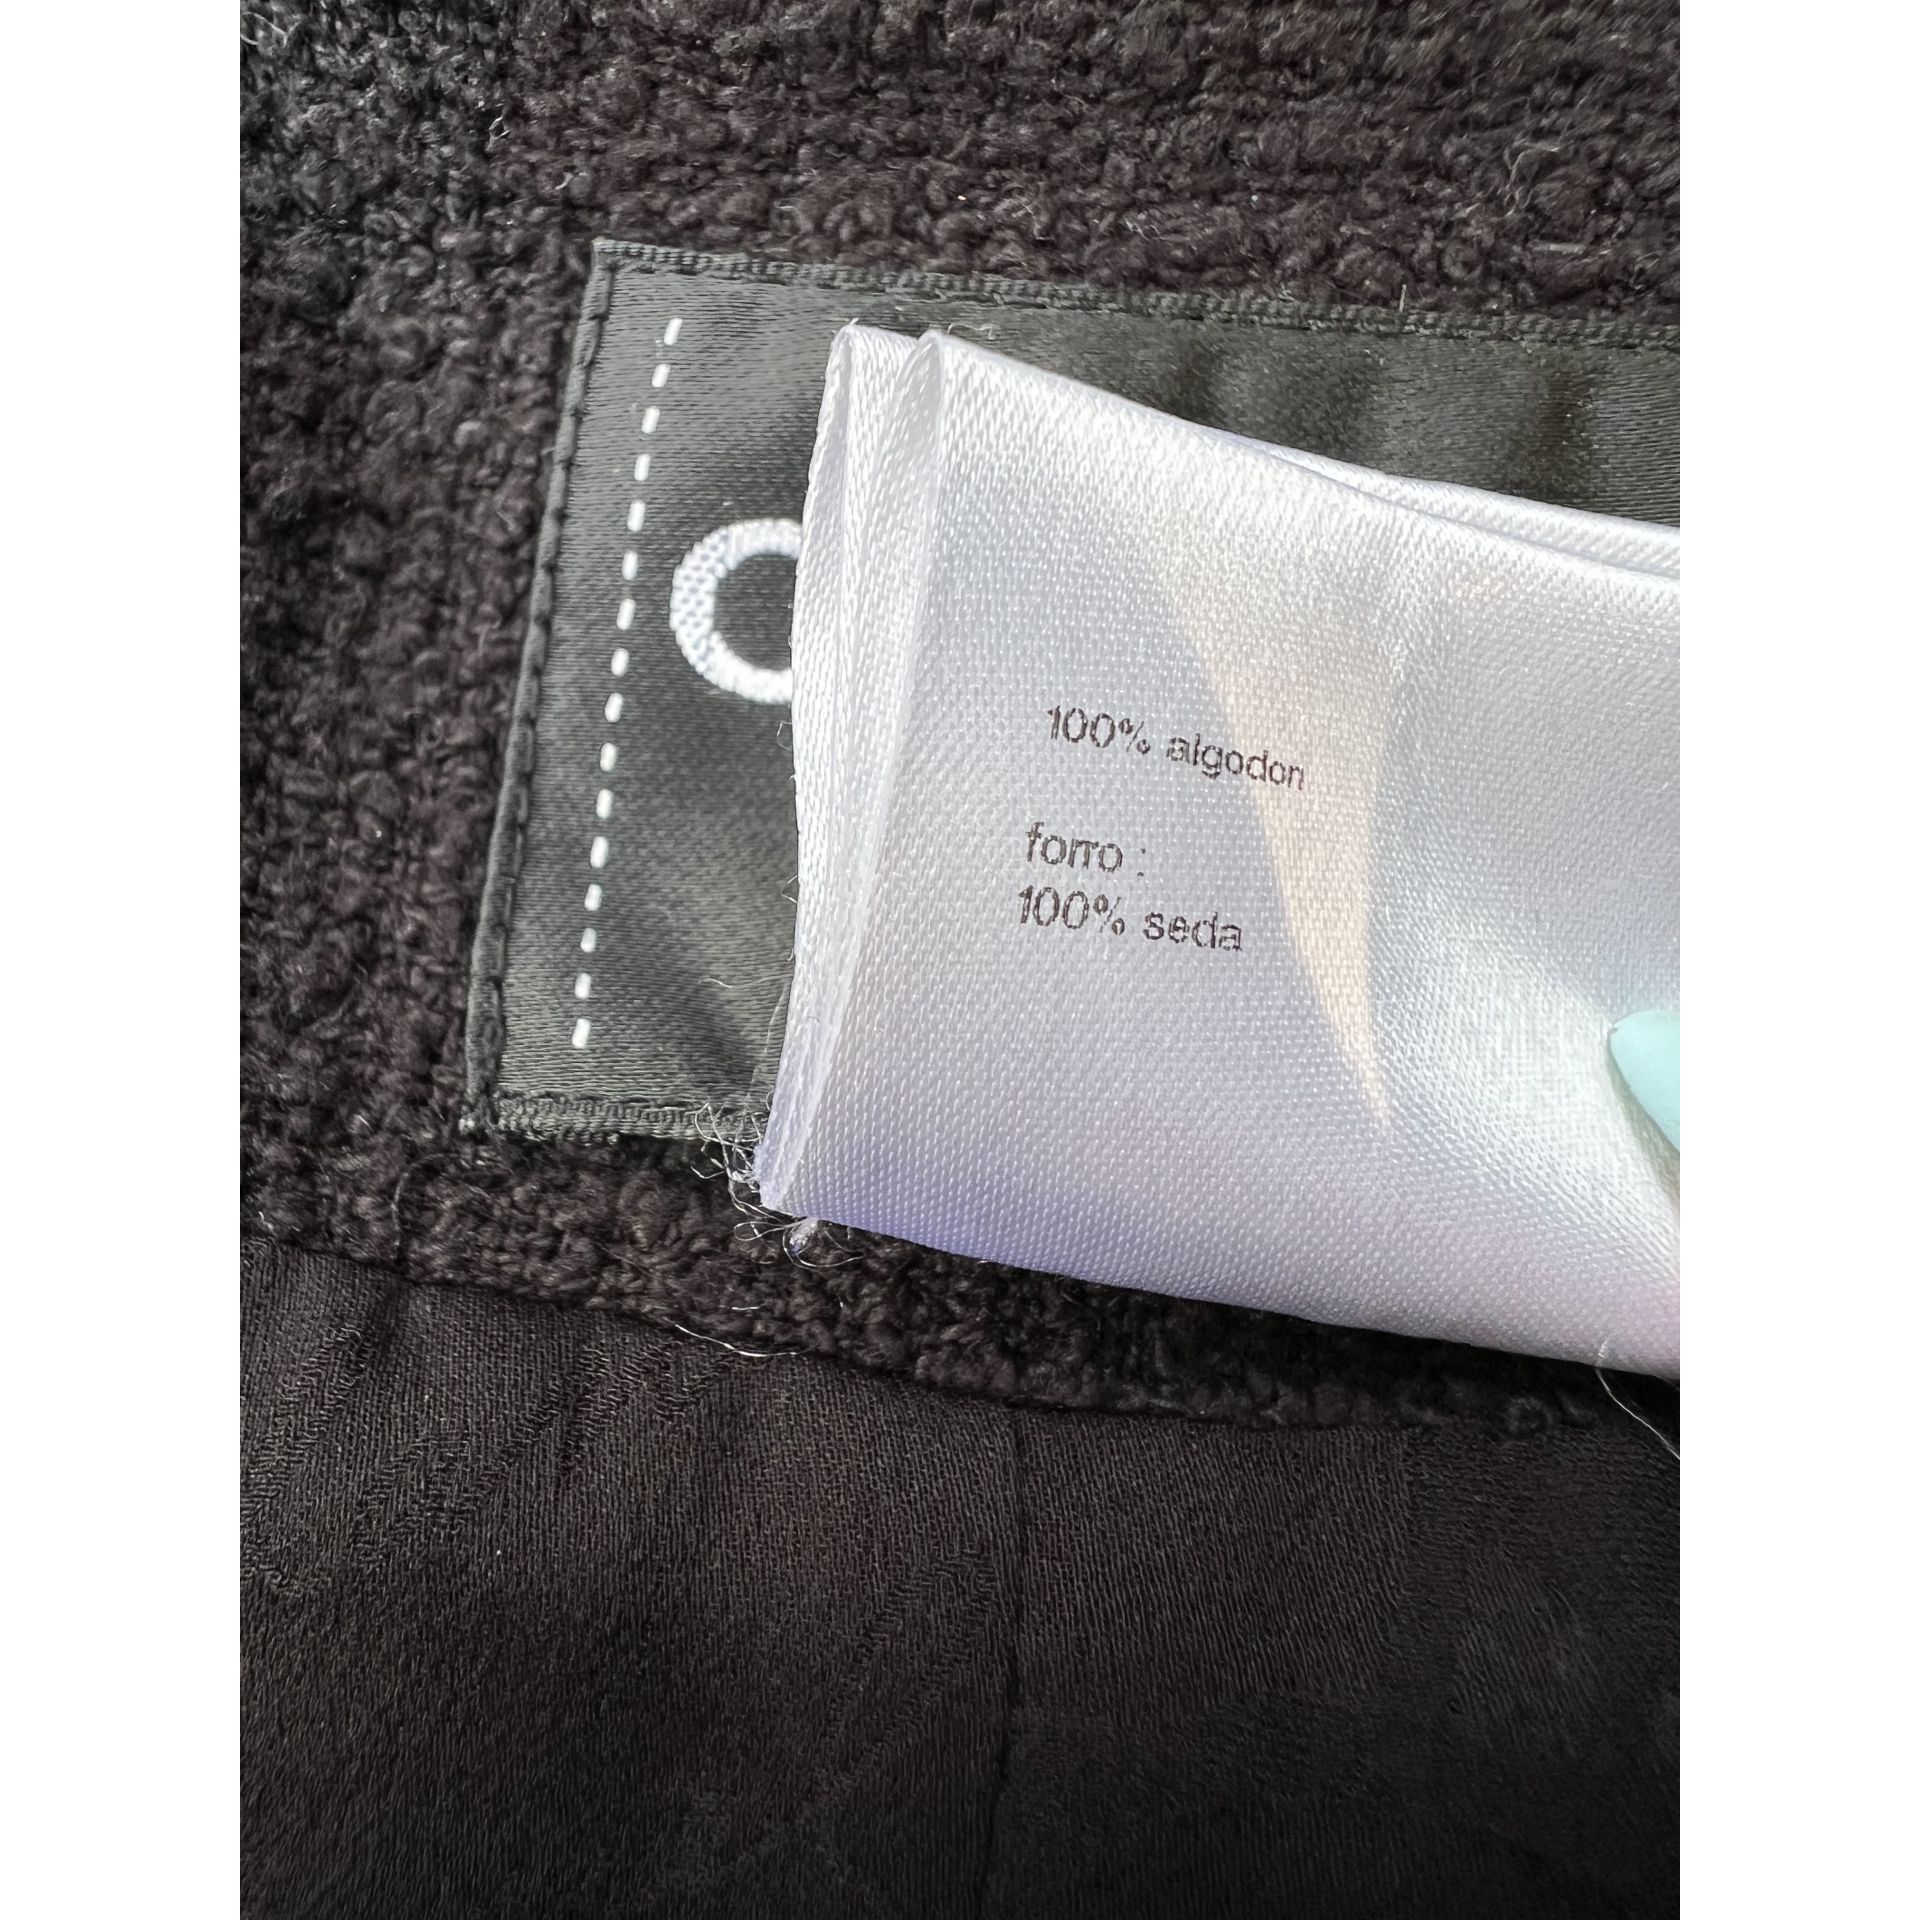 100% algodon
forro :
100% seda